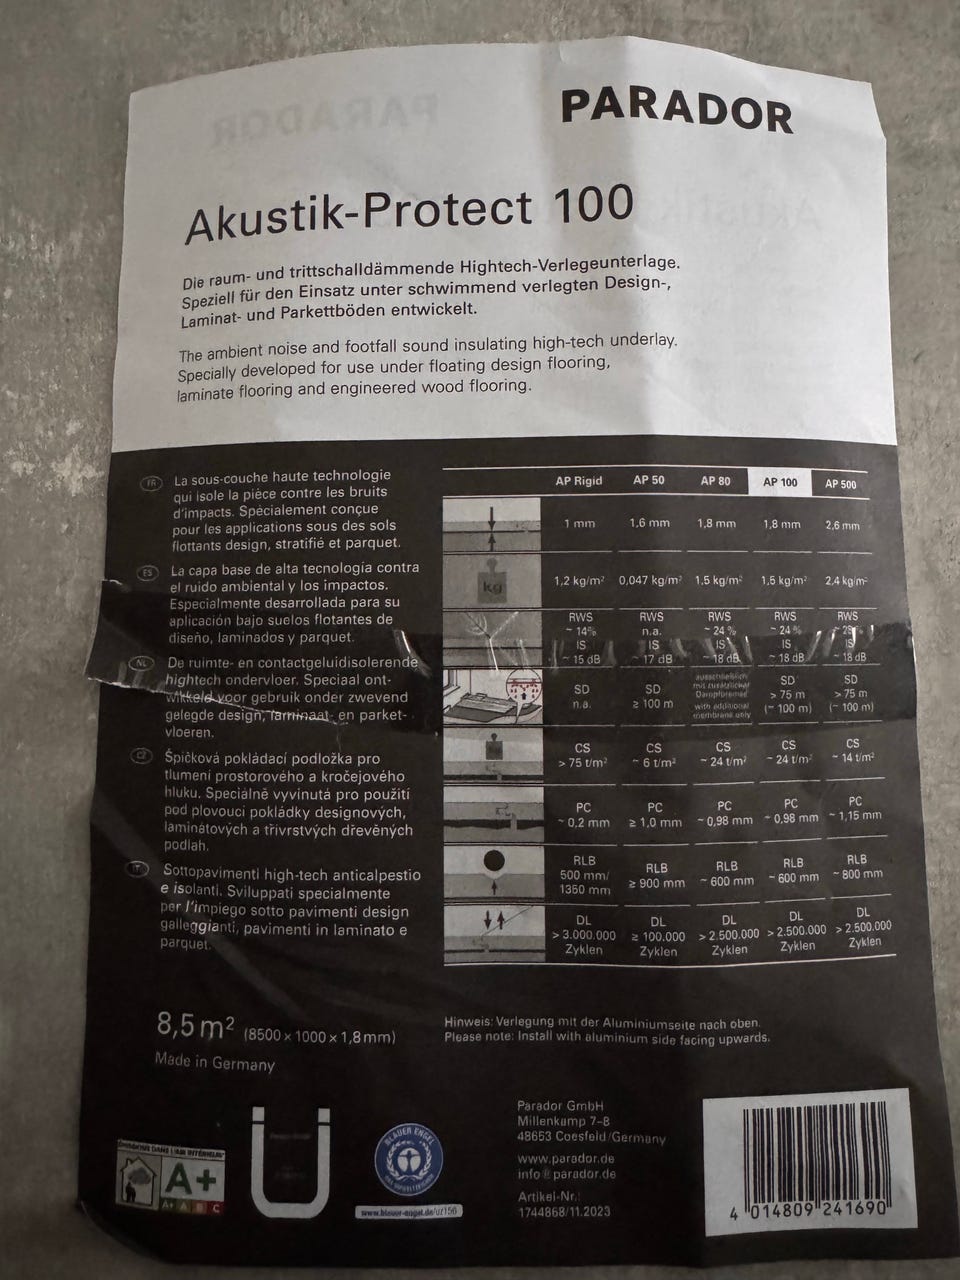 PARADOR
Akustik-Protect 100
Die raum- und trittschalldämmende Hightech-Verlegeunterlage.
Speziell für den Einsatz unter schwimmend verlegten Design-,
Laminat- und Parkettböden entwickelt.
The ambient noise and footfall sound insulating high-tech underlay.
Specially developed for use under floating design flooring,
laminate flooring and engineered wood flooring.
FR
La sous-couche haute technologie
qui isole la pièce contre les bruits
d'impacts. Spécialement conçue
pour les applications sous des sols
flottants design, stratifié et parquet.
ES
La capa base de alta tecnología contra
el ruido ambiental y los impactos.
Especialmente desarrollada para su
aplicación bajo suelos flotantes de
diseño, laminados y parquet.
NL
De ruimte- en contactgeluidisolerende
hightech ondervloer. Speciaal ont-
wikkeld voor gebruik onder zwevend
gelegde design, laminaat- en parket-
vloeren.
CZ
Špičková pokládací podložka pro
tlumení prostorového a kročejového
hluku. Speciálně vyvinutá pro použití
pod plovoucí pokládky designových,
laminátových a třívrstvých dřevěných
podlah.
IT
Sottopavimenti high-tech anticalpestio
e isolanti. Sviluppati specialmente
per l'impiego sotto pavimenti design
galleggianti, pavimenti in laminato e
parquet.
AP Rigid AP 50 AP 80 AP 100 AP 500
1 mm 1,6 mm 1,8 mm 1,8 mm 2,6 mm
kg 1,2 kg/m² 0,047 kg/m² 1,5 kg/m² 1,5 kg/m² 2,4 kg/m²
RWS RWS RWS RWS RWS
~ 14% n.a. ~ 24 % ~ 24 %
IS IS IS IS IS
~ 15 dB ~ 17 dB ~ 18 dB ~ 18 dB ~ 18 dB
SD SD ausschließlich SD SD
n.a. ≥ 100 m mit zusätzlicher > 75 m > 75 m
Dampfbremse (~ 100 m) (~ 100 m)
with additional
membrane only
CS CS CS CS CS
> 75 t/m² ~ 6 t/m² ~ 24 t/m² ~ 24 t/m² ~ 14 t/m²
PC PC PC PC PC
~ 0,2 mm ≥ 1,0 mm ~ 0,98 mm ~ 0,98 mm ~ 1,15 mm
RLB RLB RLB RLB RLB
500 mm/ ≥ 900 mm ~ 600 mm ~ 600 mm ~ 800 mm
1350 mm
DL DL DL DL DL
> 3.000.000 ≥ 100.000 > 2.500.000 > 2.500.000 > 2.500.000
Zyklen Zyklen Zyklen Zyklen Zyklen
8,5 m² (8500 × 1000 × 1,8 mm)
Made in Germany
Hinweis: Verlegung mit der Aluminiumseite nach oben.
Please note: Install with aluminium side facing upwards.
A+
A+ A B C
Ü
BLAUER ENGEL
www.blauer-engel.de/uz156
Parador GmbH
Millenkamp 7–8
48653 Coesfeld/Germany
www.parador.de
info@parador.de
Artikel-Nr.:
1744868/11.2023
4 014809 241690